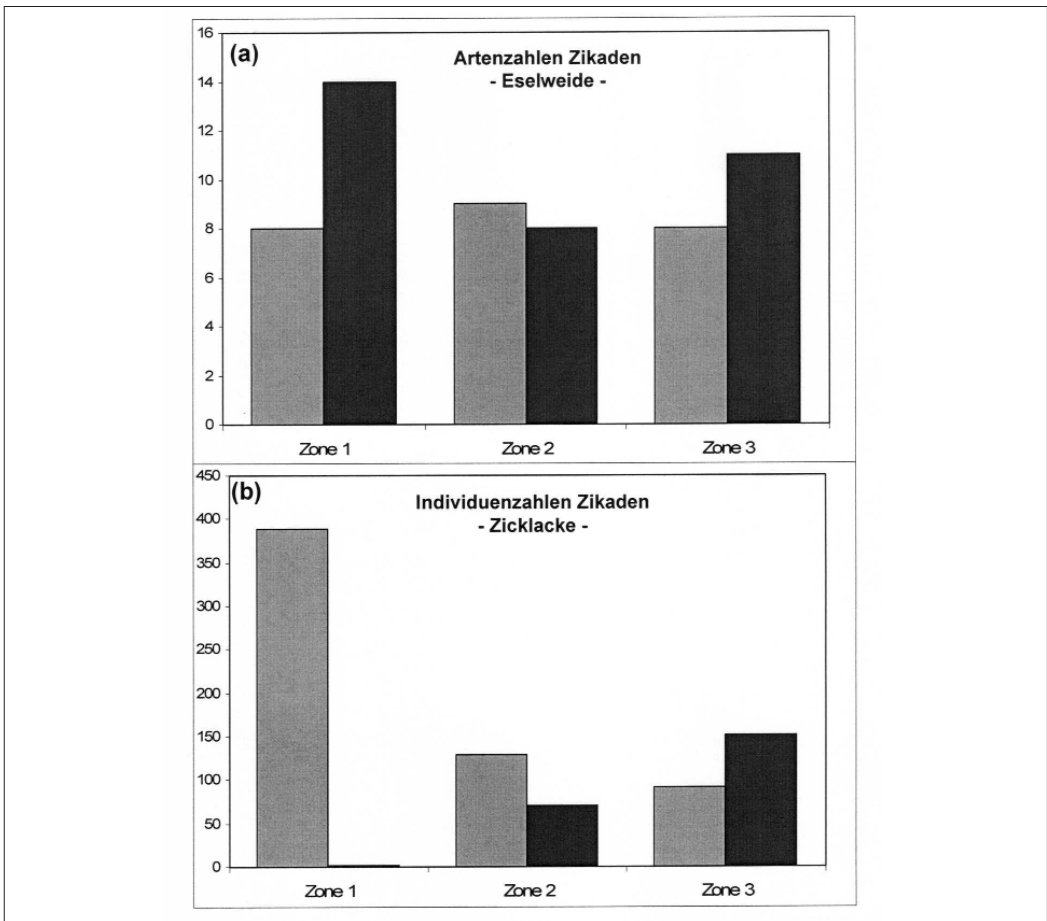 (a)
Artenzahlen Zikaden
- Eselweide -
16
14
12
10
8
6
4
2
0
Zone 1 Zone 2 Zone 3
(b)
Individuenzahlen Zikaden
- Zicklacke -
450
400
350
300
250
200
150
100
50
0
Zone 1 Zone 2 Zone 3